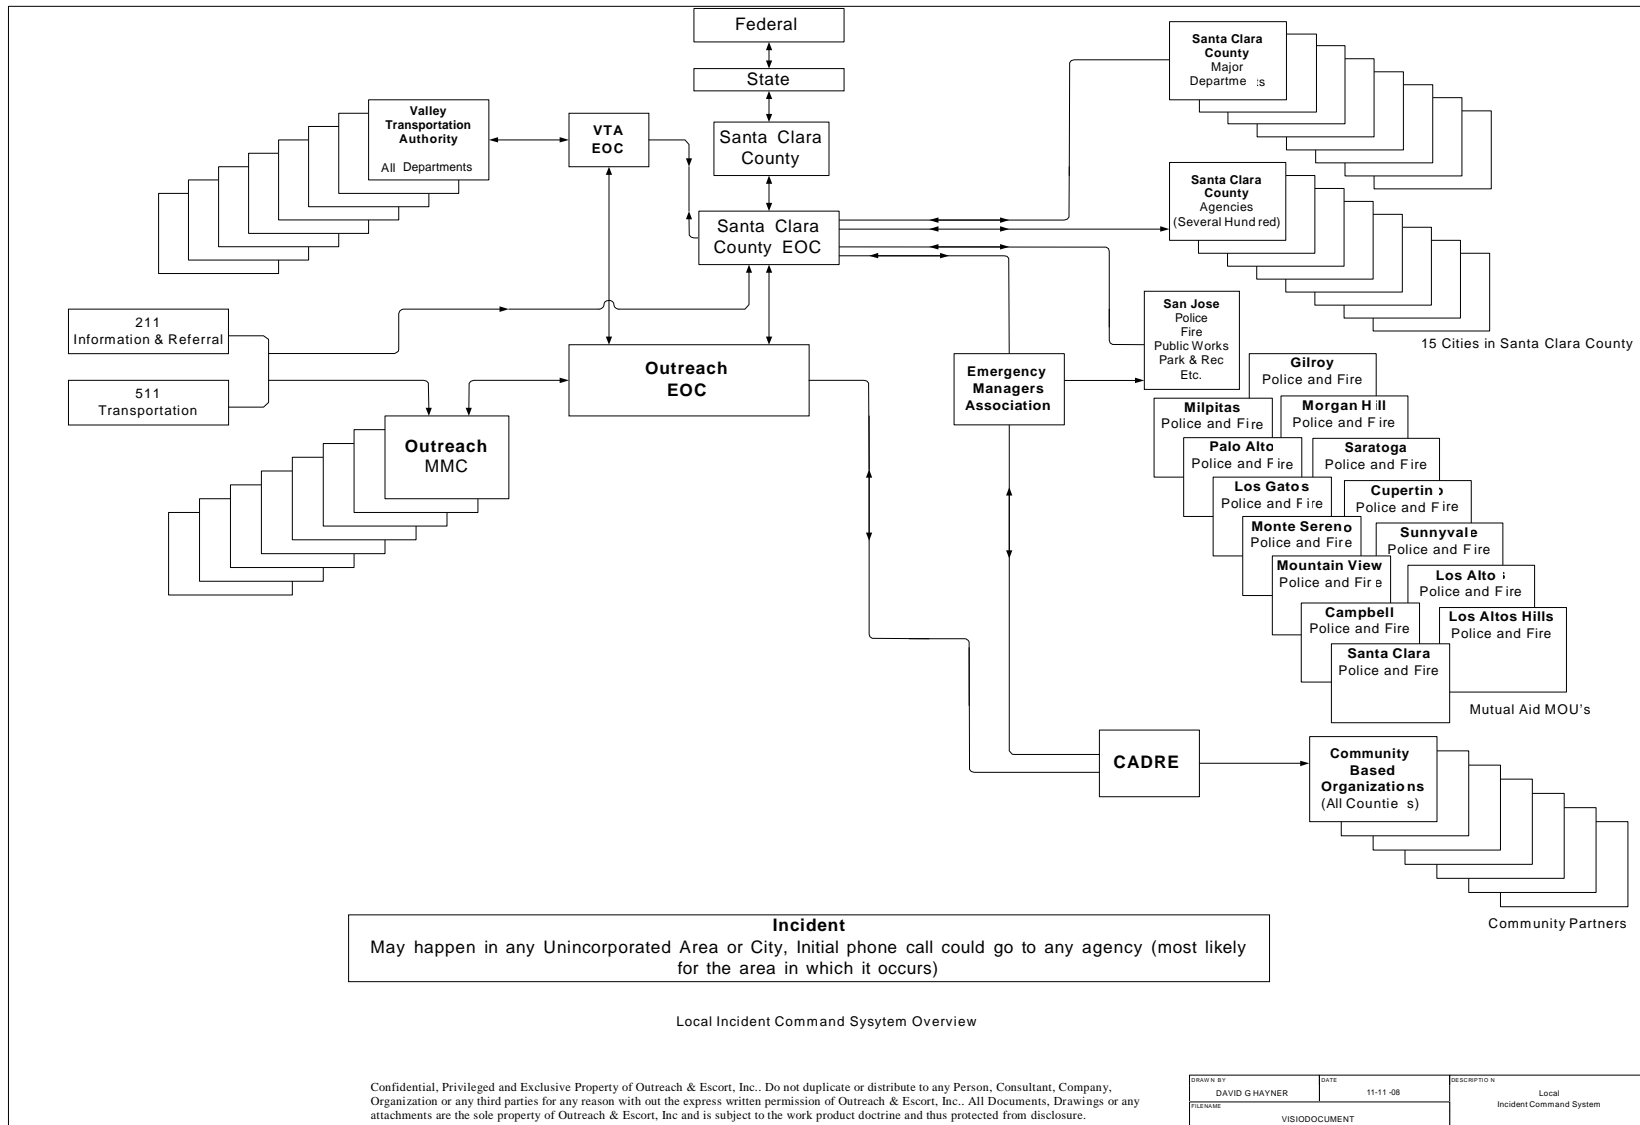 Federal
State
Santa Clara
County
Santa Clara
County EOC
VTA
EOC
Valley
Transportation
Authority
All Departments
211
Information & Referral
511
Transportation
Outreach
MMC
Outreach
EOC
Emergency
Managers
Association
Santa Clara
County
Major
Departme ts
Santa Clara
County
Agencies
(Several Hundred)
San Jose
Police
Fire
Public Works
Park & Rec
Etc.
15 Cities in Santa Clara County
Gilroy
Police and Fire
Milpitas
Police and Fire
Morgan Hill
Police and Fire
Palo Alto
Police and Fire
Saratoga
Police and Fire
Los Gatos
Police and Fire
Cupertino
Police and Fire
Monte Sereno
Police and Fire
Sunnyvale
Police and Fire
Mountain View
Police and Fire
Los Altos
Police and Fire
Campbell
Police and Fire
Los Altos Hills
Police and Fire
Santa Clara
Police and Fire
Mutual Aid MOU's
CADRE
Community
Based
Organizations
(All Countie s)
Community Partners
Incident
May happen in any Unincorporated Area or City, Initial phone call could go to any agency (most likely
for the area in which it occurs)
Local Incident Command Sysytem Overview
Confidential, Privileged and Exclusive Property of Outreach & Escort, Inc.. Do not duplicate or distribute to any Person, Consultant, Company,
Organization or any third parties for any reason with out the express written permission of Outreach & Escort, Inc.. All Documents, Drawings or any
attachments are the sole property of Outreach & Escort, Inc and is subject to the work product doctrine and thus protected from disclosure.
DRAWN BY
DAVID G HAYNER
DATE
11-11-08
DESCRIPTION
Local
Incident Command System
FILENAME
VISIODOCUMENT